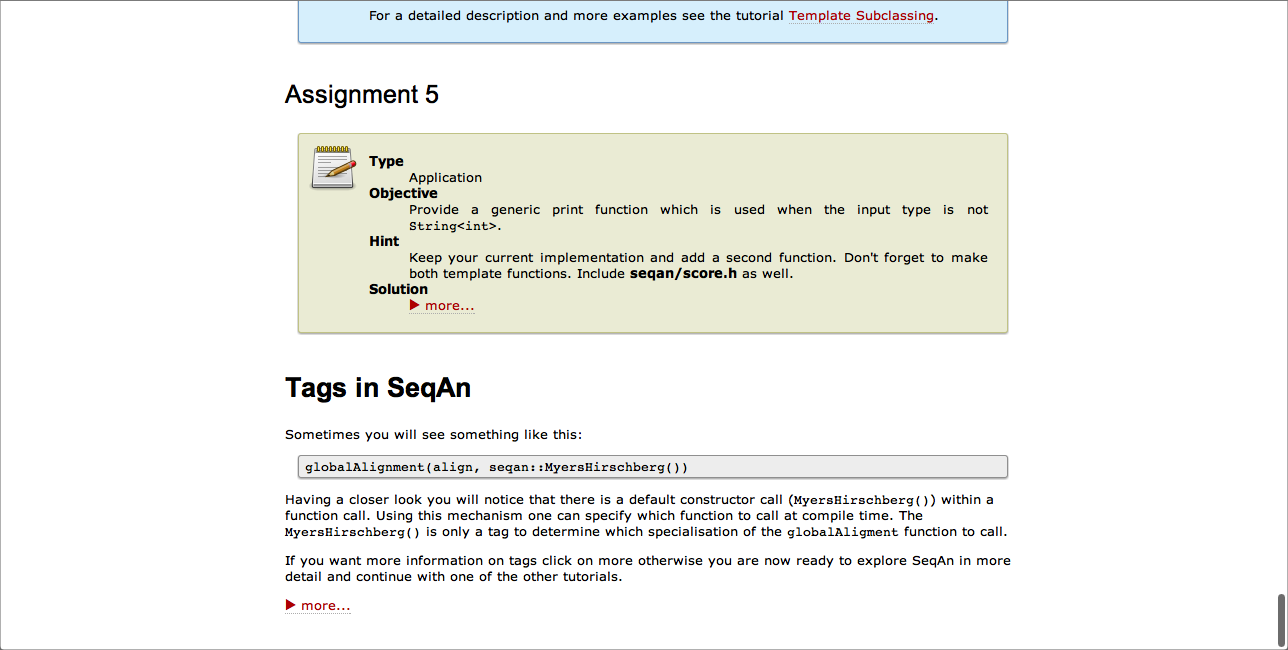 For a detailed description and more examples see the tutorial Template Subclassing.
Assignment 5
Type
Application
Objective
Provide a generic print function which is used when the input type is not
String<int>.
Hint
Keep your current implementation and add a second function. Don't forget to make
both template functions. Include seqan/score.h as well.
Solution
▶ more...
Tags in SeqAn
Sometimes you will see something like this:
globalAlignment(align, seqan::MyersHirschberg())
Having a closer look you will notice that there is a default constructor call (MyersHirschberg()) within a
function call. Using this mechanism one can specify which function to call at compile time. The
MyersHirschberg() is only a tag to determine which specialisation of the globalAligment function to call.
If you want more information on tags click on more otherwise you are now ready to explore SeqAn in more
detail and continue with one of the other tutorials.
▶ more...